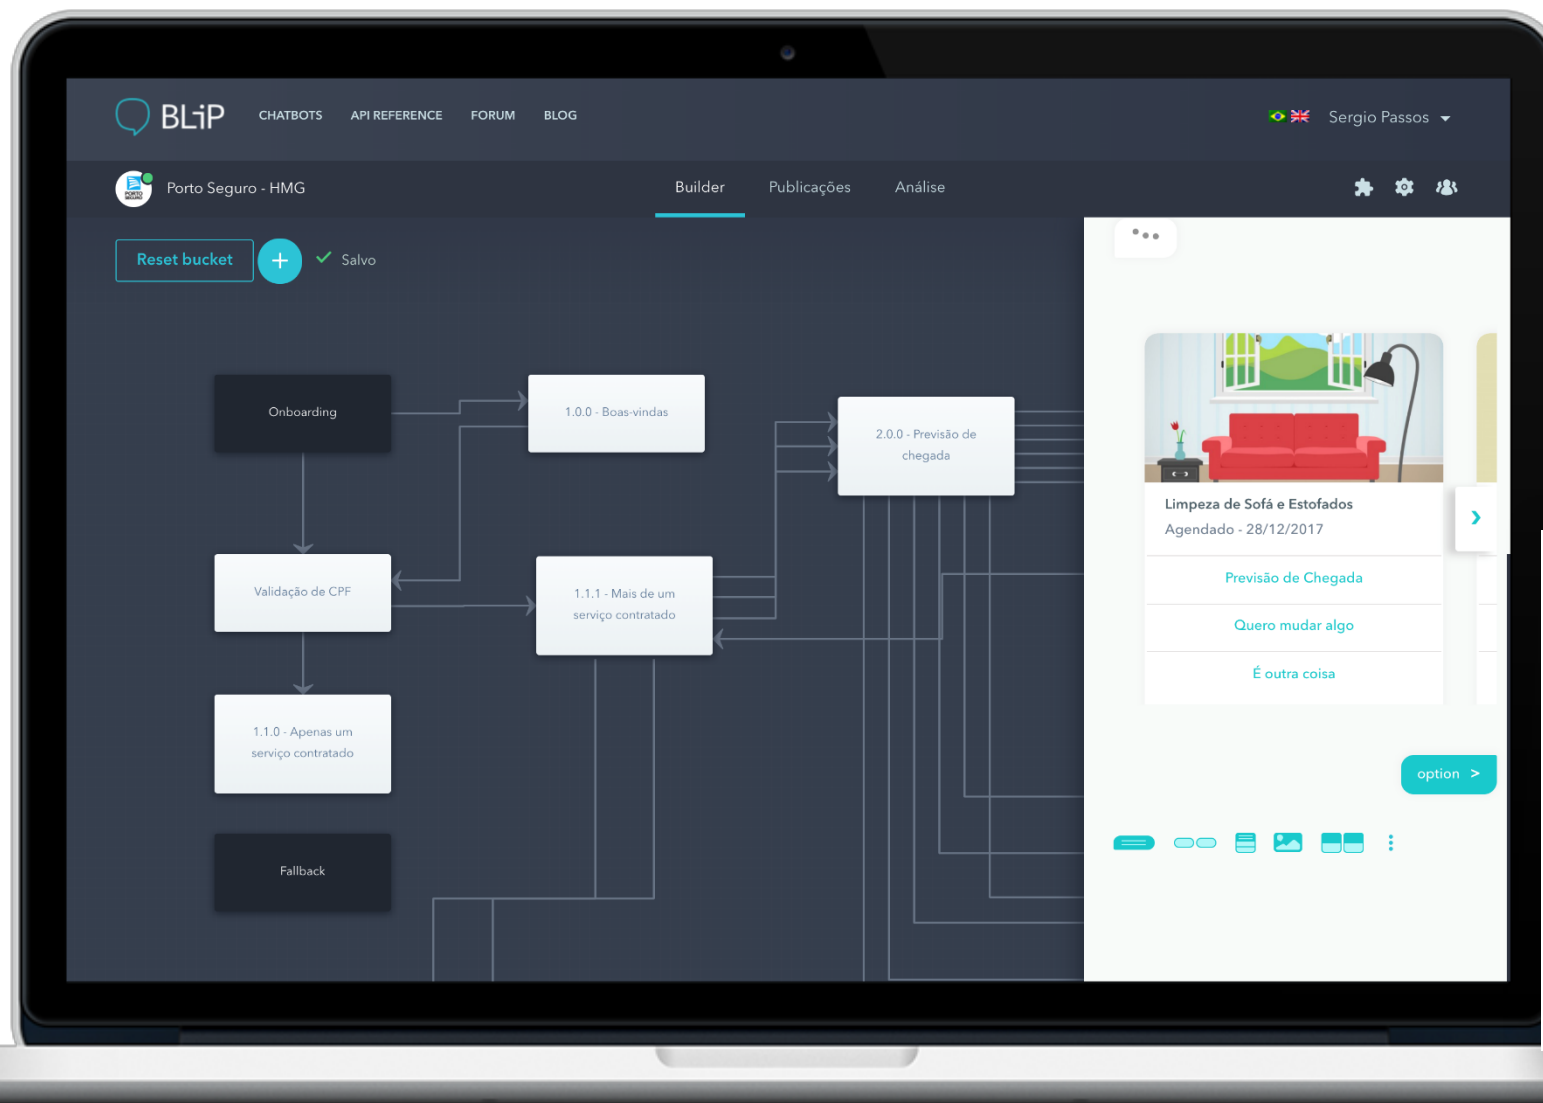 BLiP
CHATBOTS
API REFERENCE
FORUM
BLOG
Sergio Passos
PORTO
SEGURO
Porto Seguro - HMG
Builder
Publicações
Análise
Reset bucket
+
Salvo
Onboarding
1.0.0 - Boas-vindas
2.0.0 - Previsão de
chegada
Validação de CPF
1.1.1 - Mais de um
serviço contratado
1.1.0 - Apenas um
serviço contratado
Fallback
Limpeza de Sofá e Estofados
Agendado - 28/12/2017
Previsão de Chegada
Quero mudar algo
É outra coisa
option >